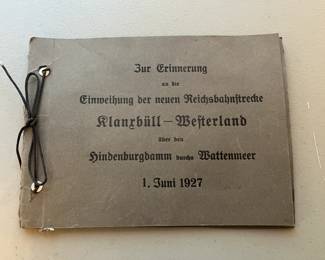 Zur Erinnerung
an die
Einweihung der neuen Reichsbahnstrecke
Klanxbüll – Westerland
über den
Hindenburgdamm durchs Wattenmeer
1. Juni 1927